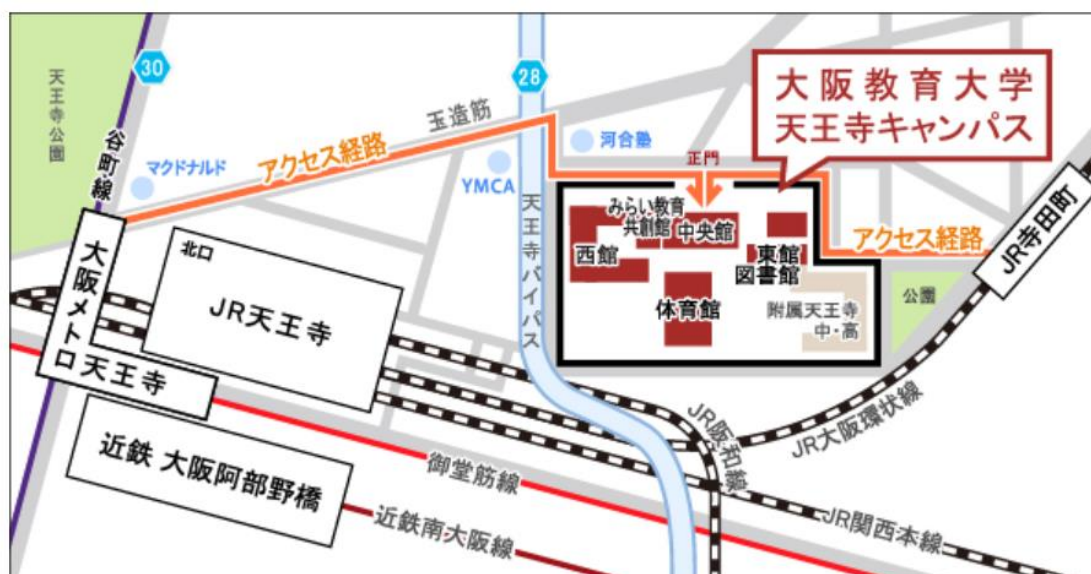 30
28
大阪教育大学
天王寺キャンパス
天王寺公園
谷町線
玉造筋
河合塾
正門
マクドナルド
アクセス経路
YMCA
みらい教育
共創館
中央館
西館
東館
図書館
アクセス経路
JR寺田町
大阪メトロ
天王寺
北口
JR天王寺
天王寺バイパス
体育館
附属天王寺
中・高
公園
近鉄 大阪阿部野橋
御堂筋線
近鉄南大阪線
JR阪和線
JR大阪環状線
JR関西本線